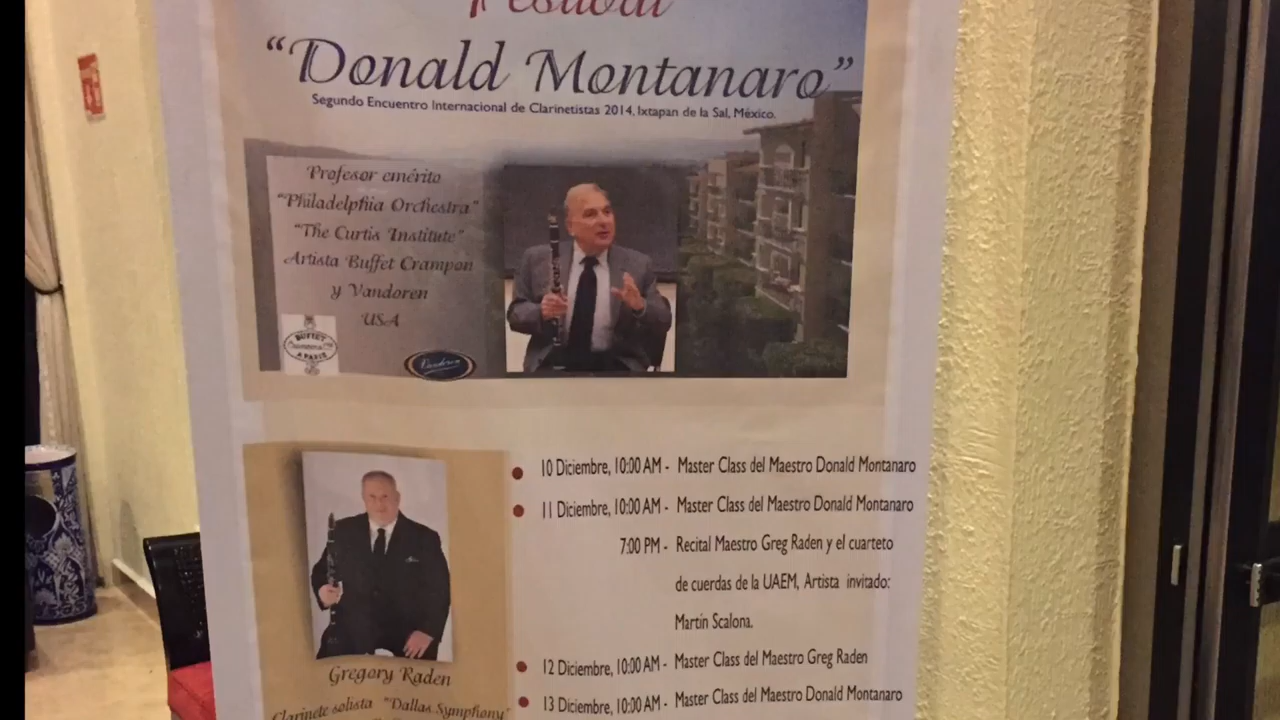 Festival
"Donald Montanaro"
Segundo Encuentro Internacional de Clarinetistas 2014, Ixtapan de la Sal, México.
Profesor emérito
"Philadelphia Orchestra"
"The Curtis Institute"
Artista Buffet Crampon
y Vandoren
USA
BUFFET
Crampon
A PARIS
Vandoren
10 Diciembre, 10:00 AM - Master Class del Maestro Donald Montanaro
11 Diciembre, 10:00 AM - Master Class del Maestro Donald Montanaro
7:00 PM - Recital Maestro Greg Raden y el cuarteto
de cuerdas de la UAEM, Artista invitado:
Martín Scalona.
12 Diciembre, 10:00 AM - Master Class del Maestro Greg Raden
13 Diciembre, 10:00 AM - Master Class del Maestro Donald Montanaro
Gregory Raden
Clarinete solista "Dallas Symphony"